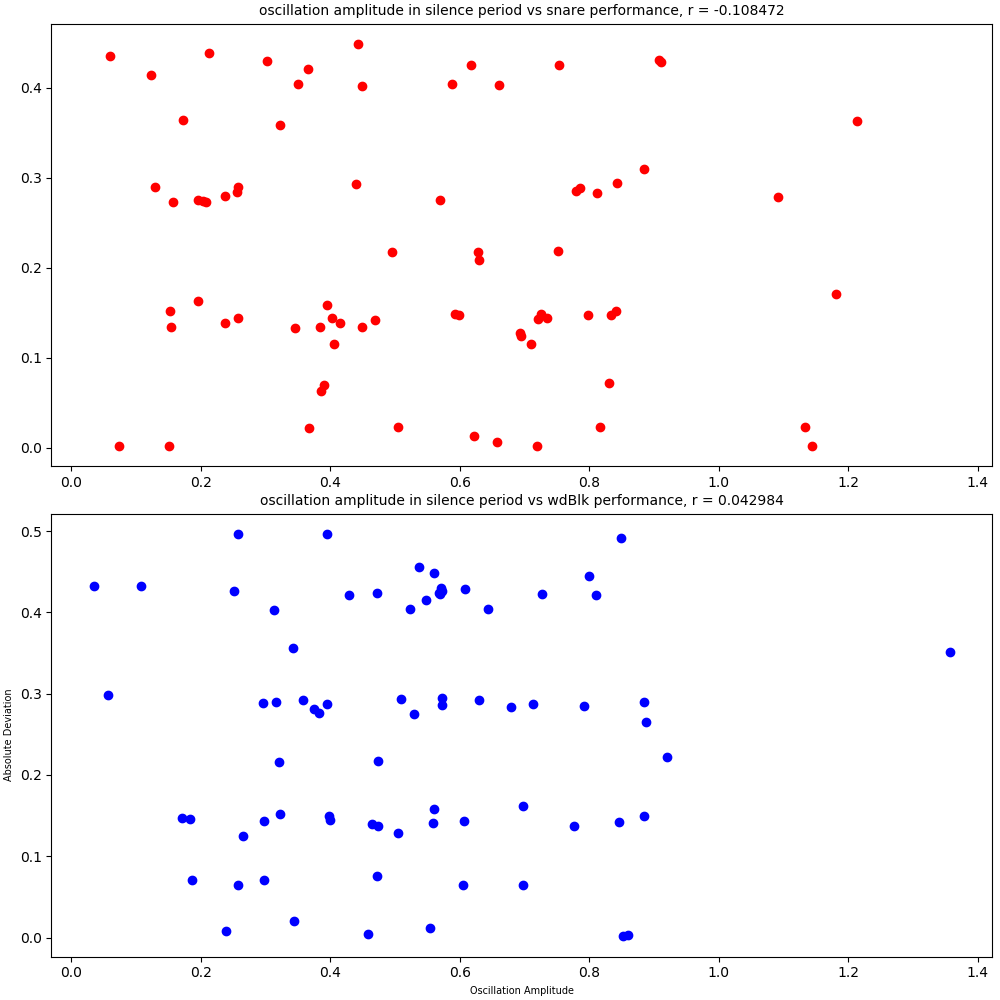 oscillation amplitude in silence period vs snare performance, r = -0.108472
0.4
0.3
0.2
0.1
0.0
0.0 0.2 0.4 0.6 0.8 1.0 1.2 1.4
oscillation amplitude in silence period vs wdBlk performance, r = 0.042984
0.5
0.4
0.3
0.2
0.1
0.0
Absolute Deviation
0.0 0.2 0.4 0.6 0.8 1.0 1.2 1.4
Oscillation Amplitude